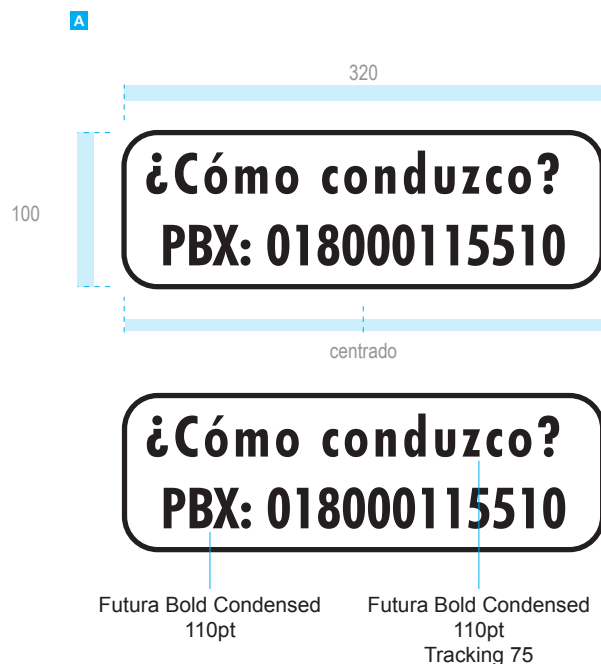 A
320
100
¿Cómo conduzco?
PBX: 018000115510
centrado
¿Cómo conduzco?
PBX: 018000115510
Futura Bold Condensed
110pt
Futura Bold Condensed
110pt
Tracking 75